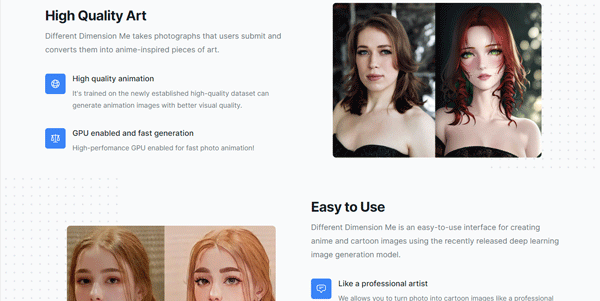 High Quality Art
Different Dimension Me takes photographs that users submit and
converts them into anime-inspired pieces of art.
High quality animation
It's trained on the newly established high-quality dataset can
generate animation images with better visual quality.
GPU enabled and fast generation
High-perfomance GPU enabled for fast photo animation!
Easy to Use
Different Dimension Me is an easy-to-use interface for creating
anime and cartoon images using the recently released deep learning
image generation model.
Like a professional artist
We allows you to turn photo into cartoon images like a professional